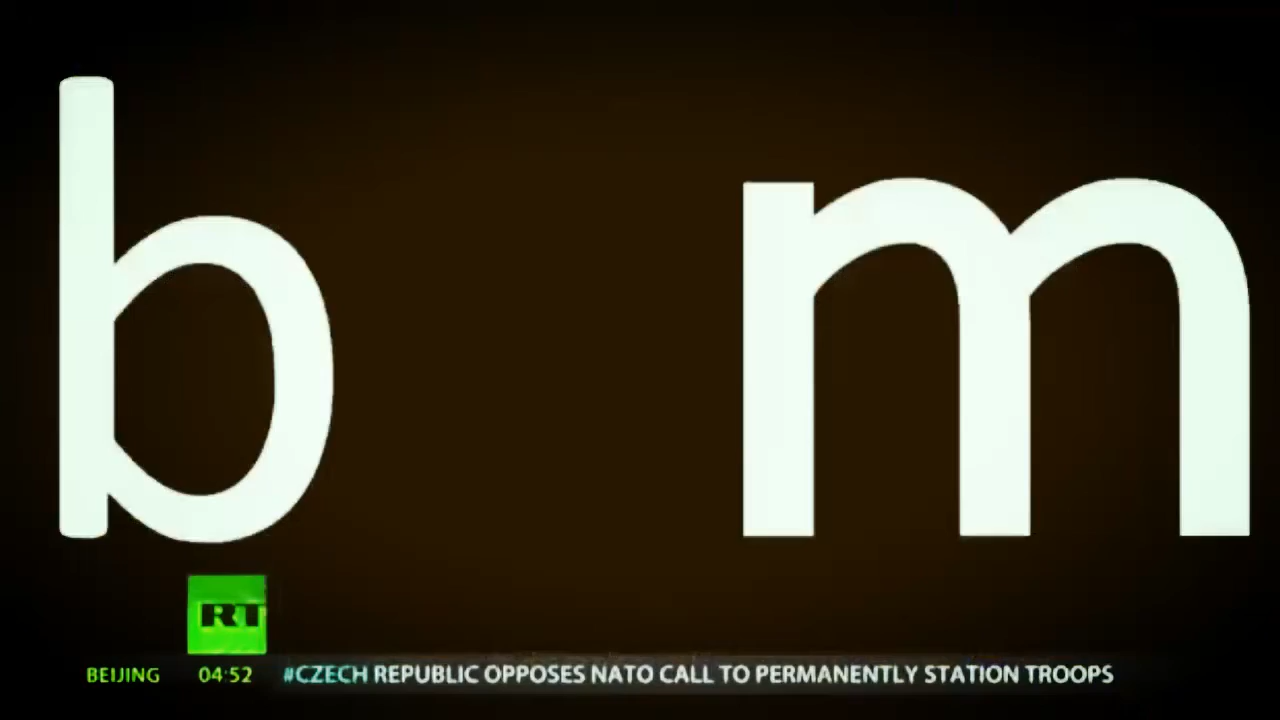 b m
RT
BEIJING 04:52 #CZECH REPUBLIC OPPOSES NATO CALL TO PERMANENTLY STATION TROOPS